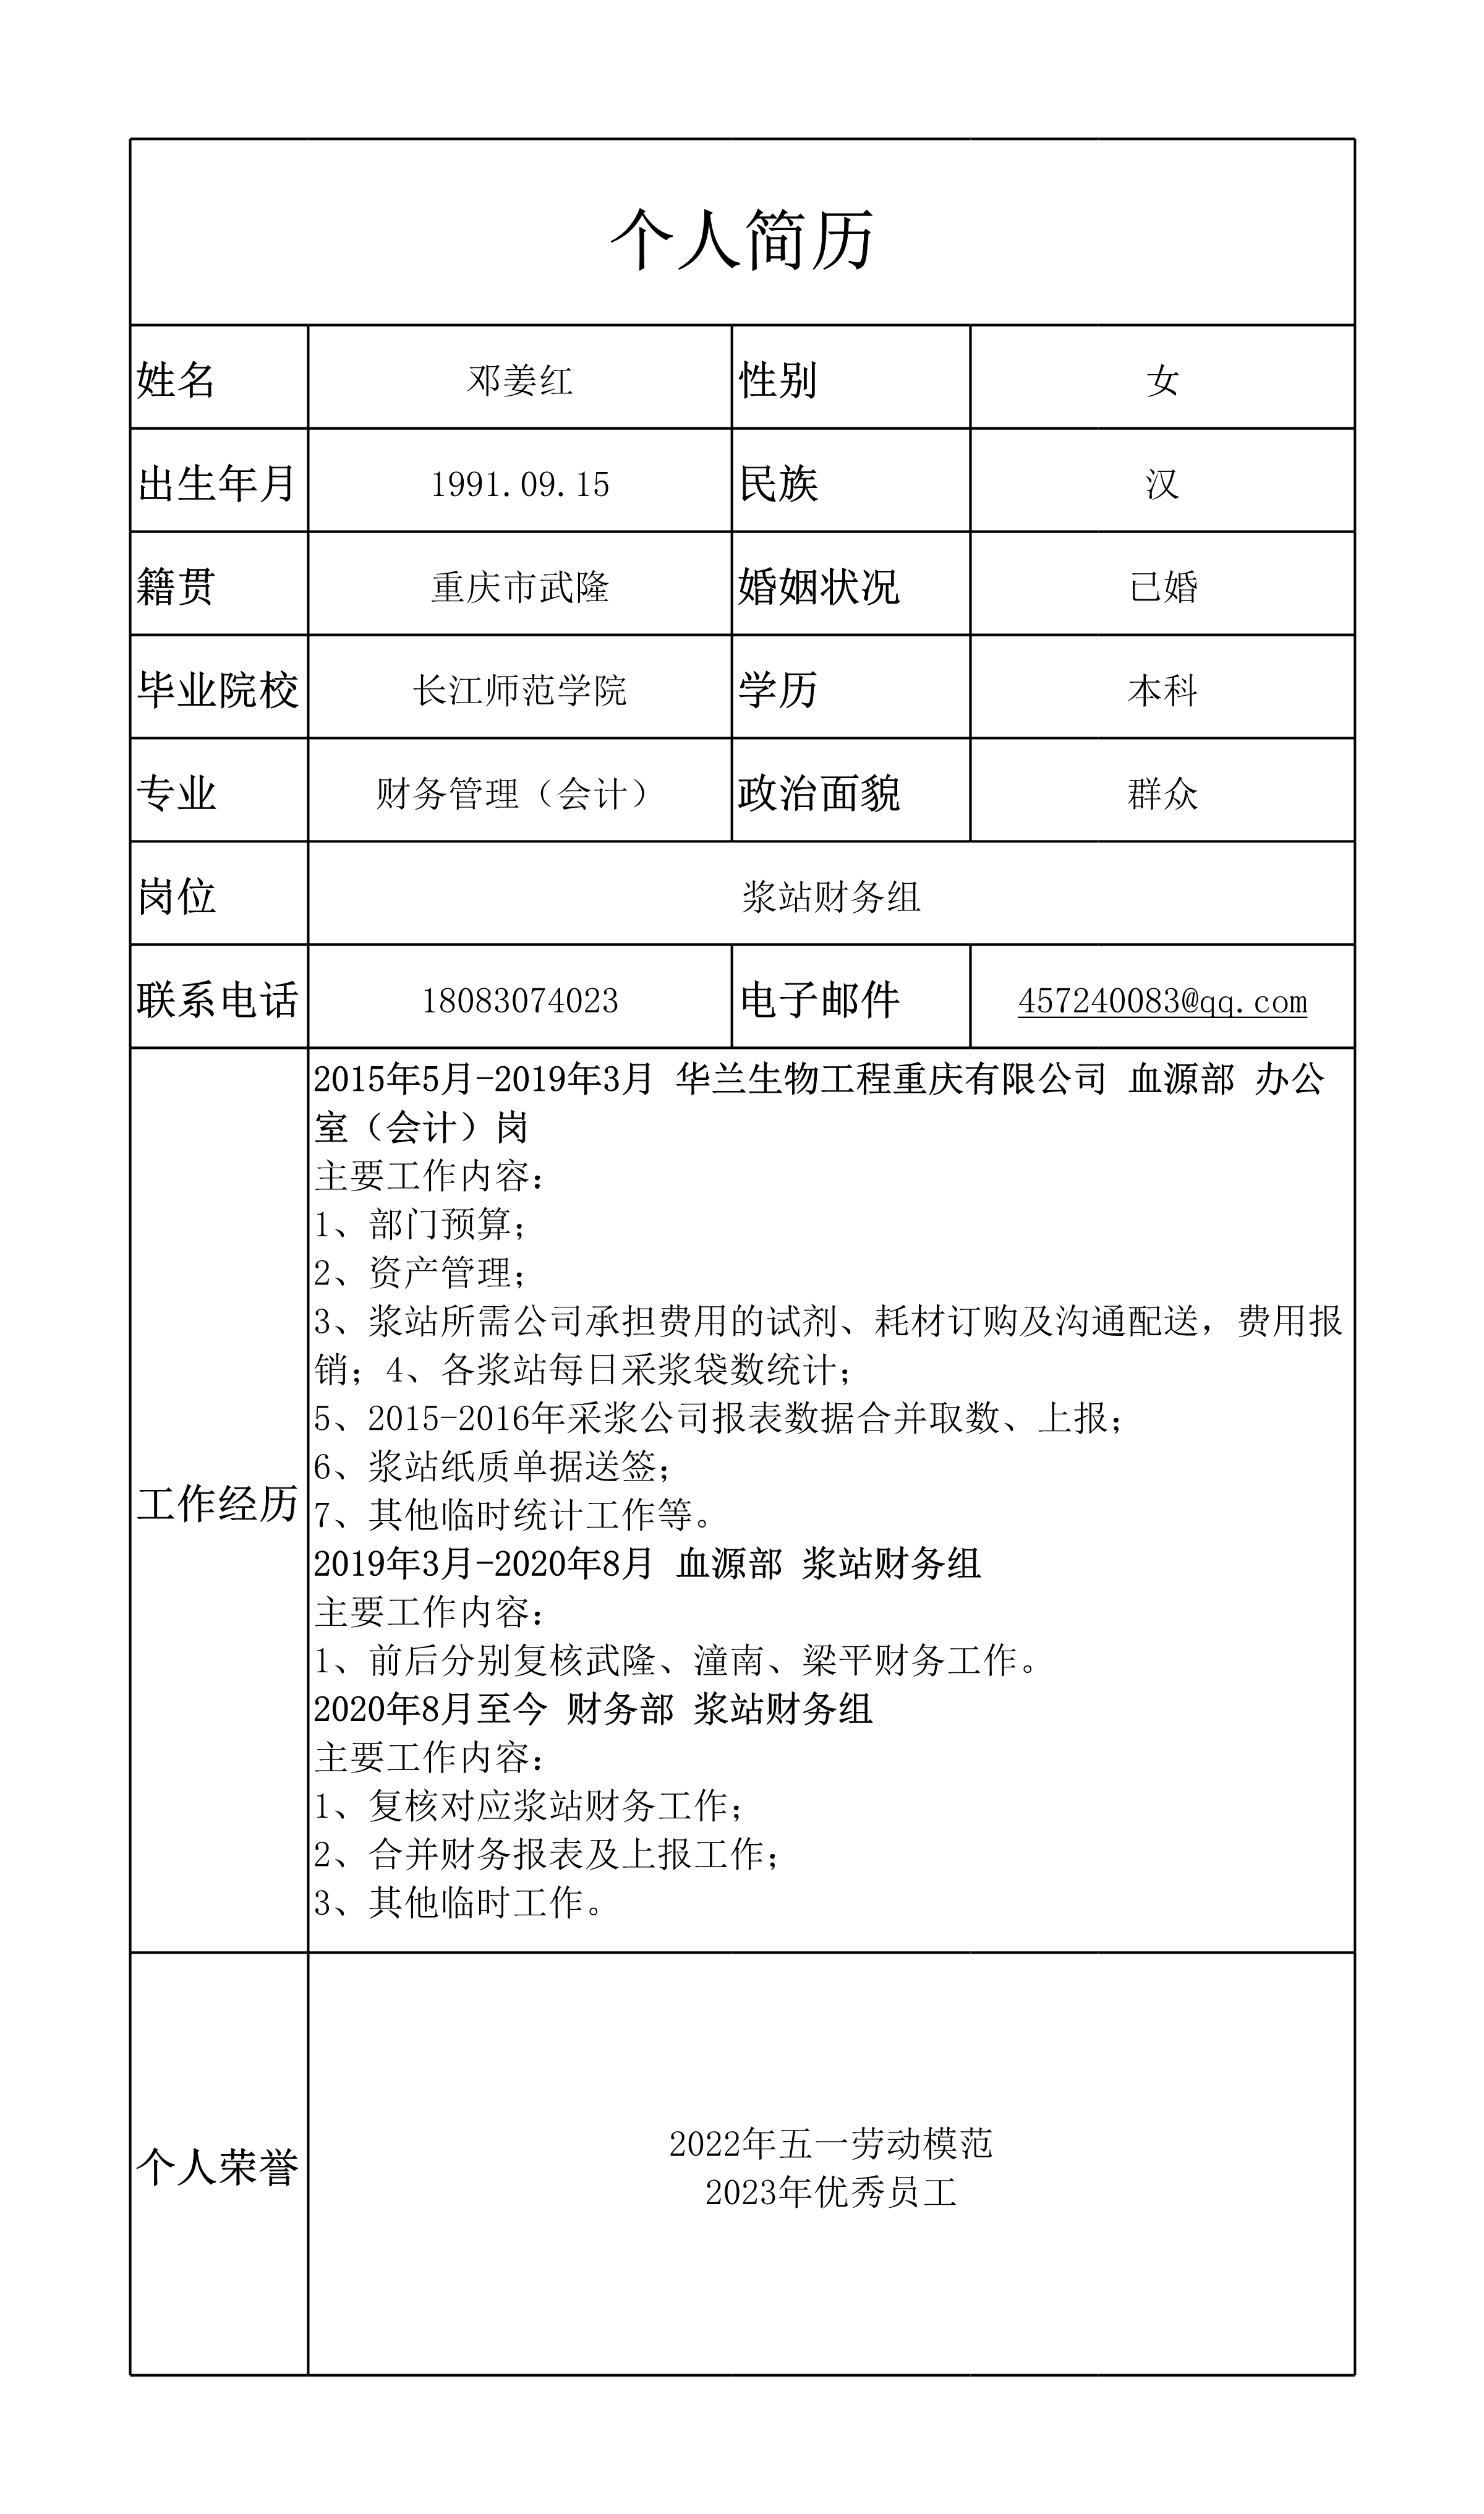 个人简历
姓名 邓姜红 性别 女
出生年月 1991.09.15 民族 汉
籍贯 重庆市武隆 婚姻状况 已婚
毕业院校 长江师范学院 学历 本科
专业 财务管理（会计） 政治面貌 群众
岗位 浆站财务组
联系电话 18083074023 电子邮件 457240083@qq.com
工作经历
2015年5月-2019年3月 华兰生物工程重庆有限公司 血源部 办公
室（会计）岗
主要工作内容：
1、部门预算；
2、资产管理；
3、浆站所需公司承担费用的试剂、耗材订购及沟通配送，费用报
销；4、各浆站每日采浆袋数统计；
5、2015-2016年采浆公司报表数据合并取数、上报；
6、浆站纸质单据送签；
7、其他临时统计工作等。
2019年3月-2020年8月 血源部 浆站财务组
主要工作内容：
1、前后分别复核武隆、潼南、梁平财务工作。
2020年8月至今 财务部 浆站财务组
主要工作内容：
1、复核对应浆站财务工作；
2、合并财务报表及上报工作；
3、其他临时工作。
个人荣誉
2022年五一劳动模范
2023年优秀员工